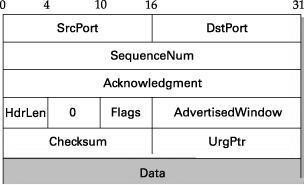 0 4 10 16 31
SrcPort DstPort
SequenceNum
Acknowledgment
HdrLen 0 Flags AdvertisedWindow
Checksum UrgPtr
Data